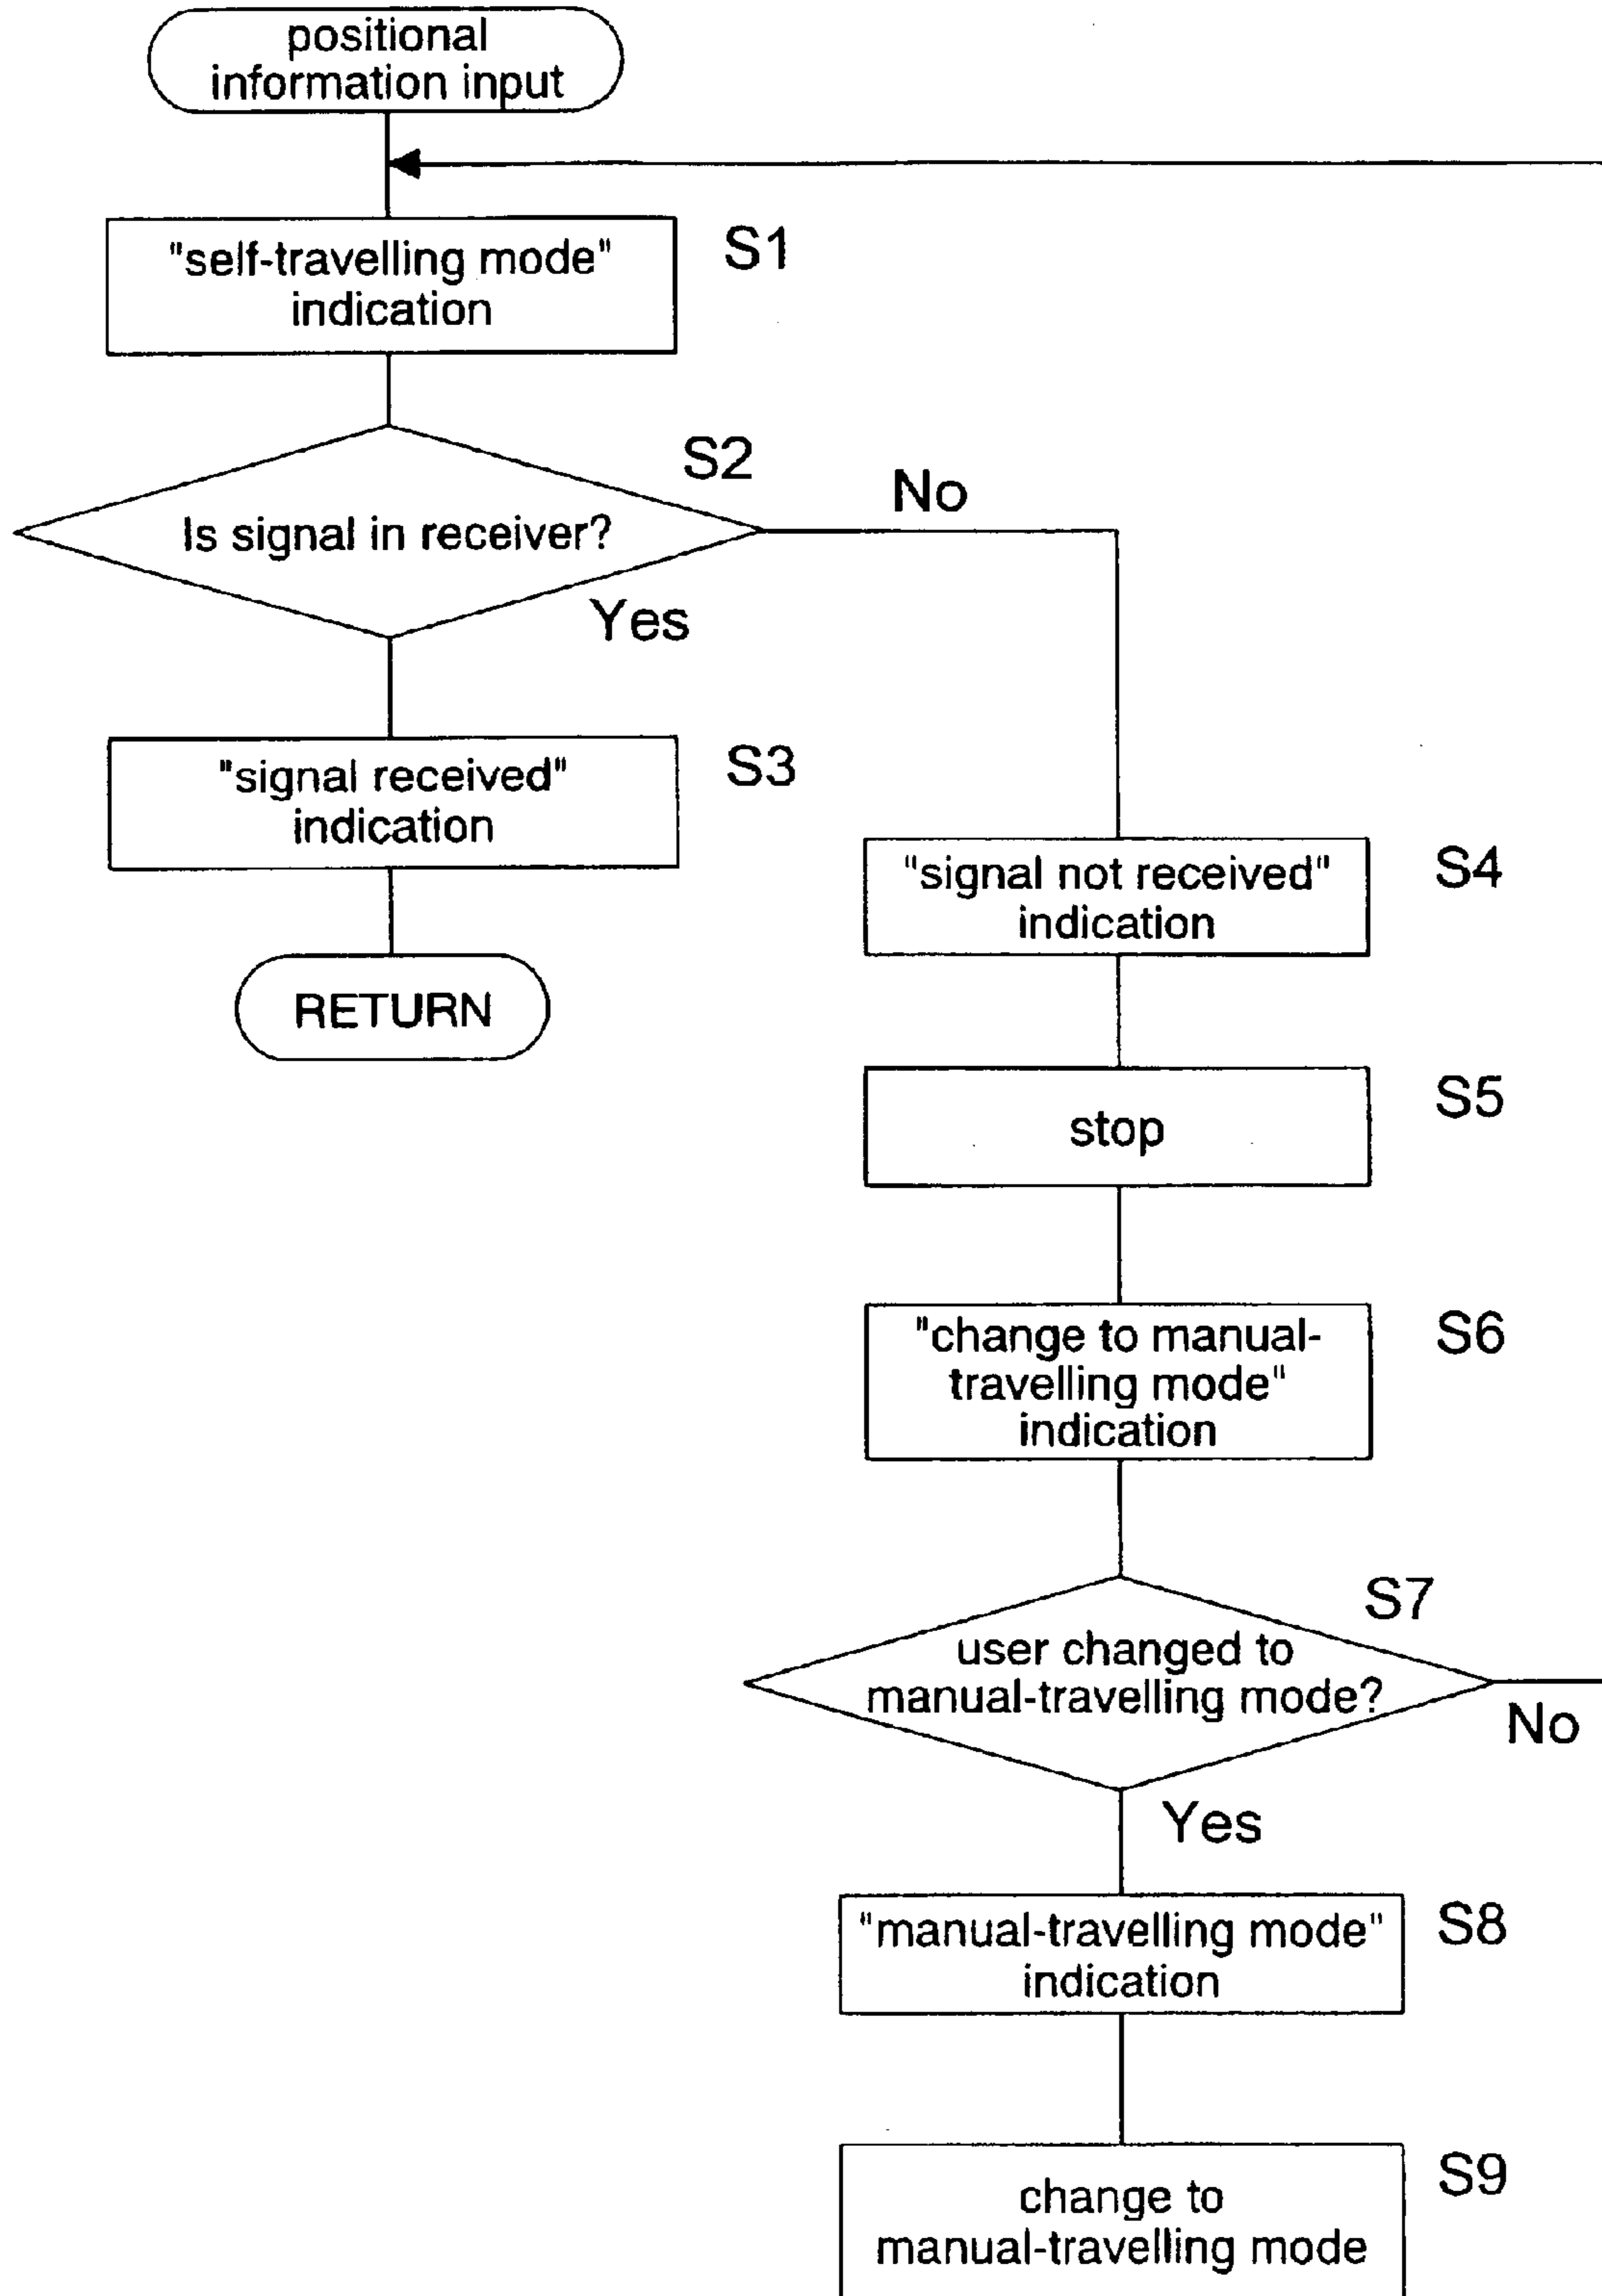 positional
information input
"self-travelling mode"
indication
S1
S2
No
Is signal in receiver?
Yes
"signal received"
indication
S3
RETURN
"signal not received"
indication
S4
stop
S5
"change to manual-
travelling mode"
indication
S6
S7
user changed to
manual-travelling mode?
No
Yes
"manual-travelling mode"
indication
S8
change to
manual-travelling mode
S9